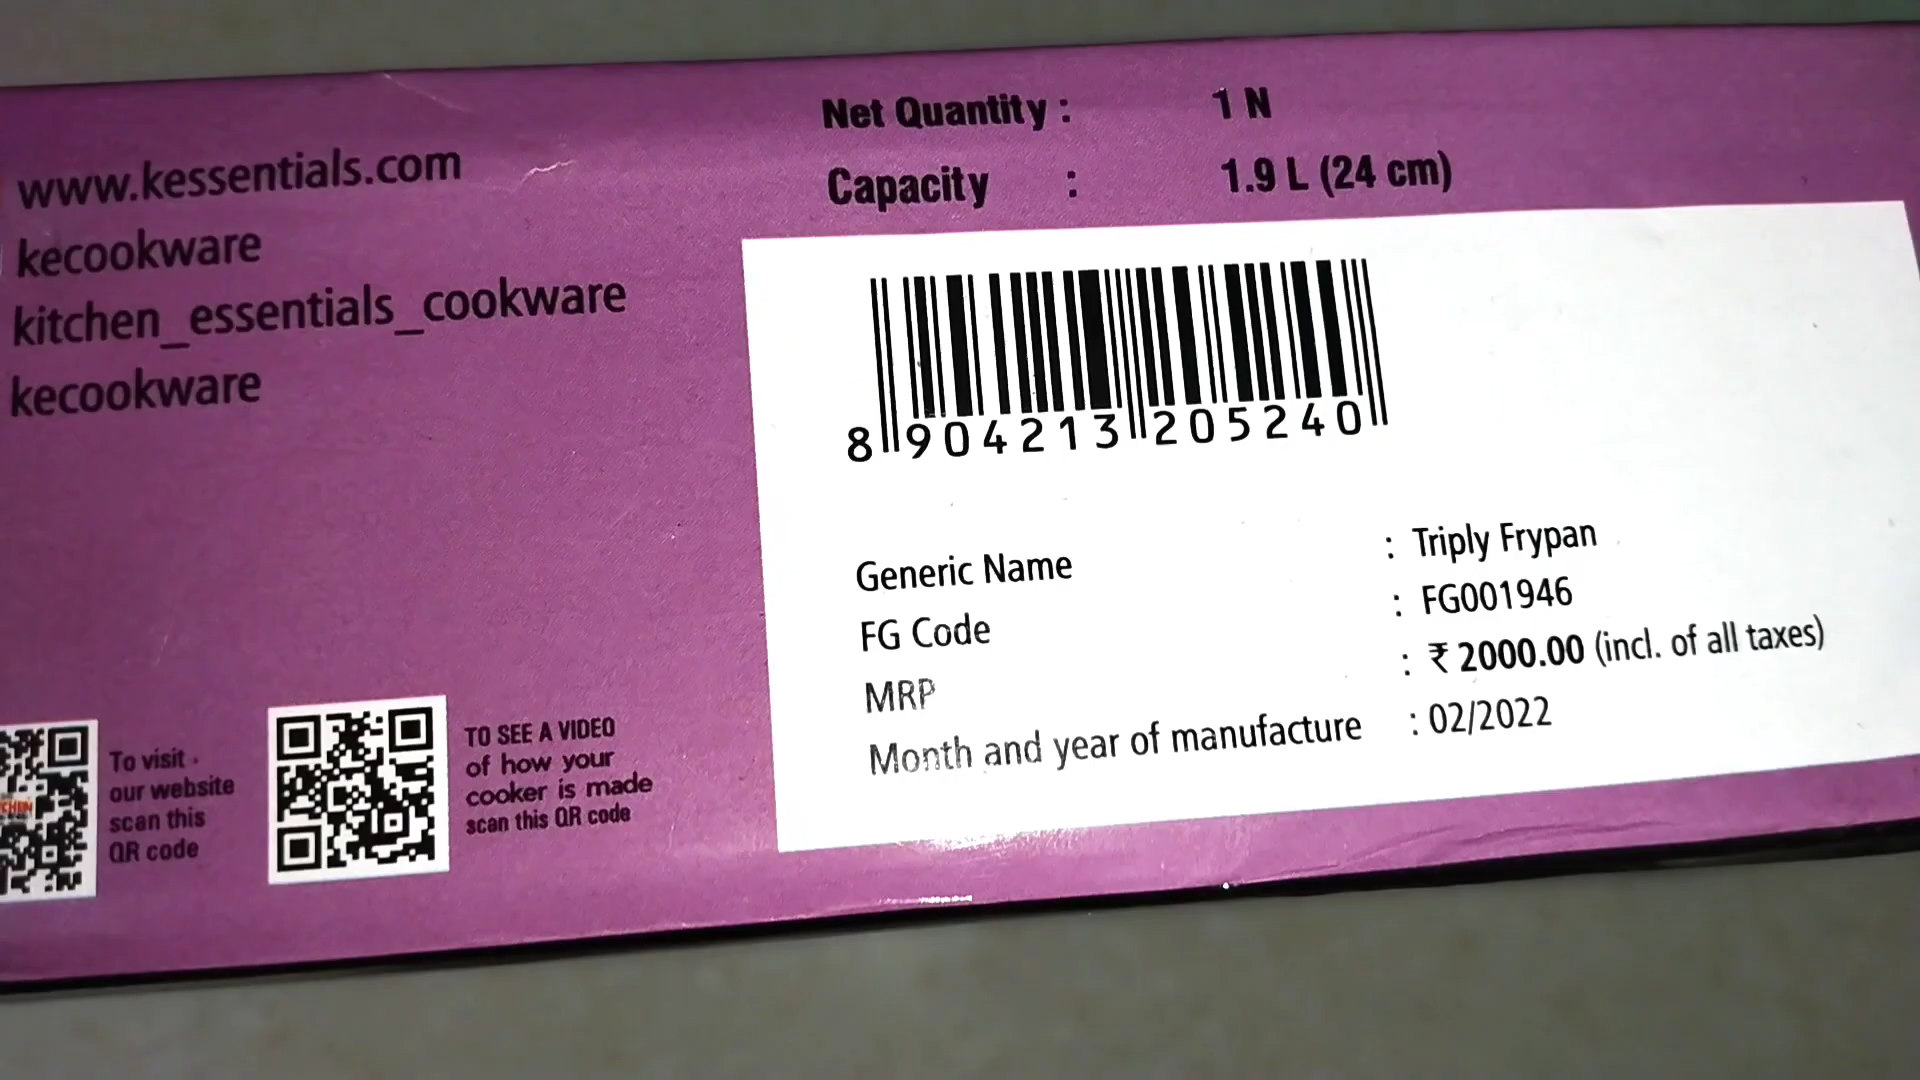 www.kessentials.com
kecookware
kitchen_essentials_cookware
kecookware
To visit
our website
scan this
QR code
TO SEE A VIDEO
of how your
cooker is made
scan this QR code
Net Quantity : 1 N
Capacity : 1.9 L (24 cm)
8 904213 205240
Generic Name : Triply Frypan
FG Code : FG001946
MRP : ₹ 2000.00 (incl. of all taxes)
Month and year of manufacture : 02/2022